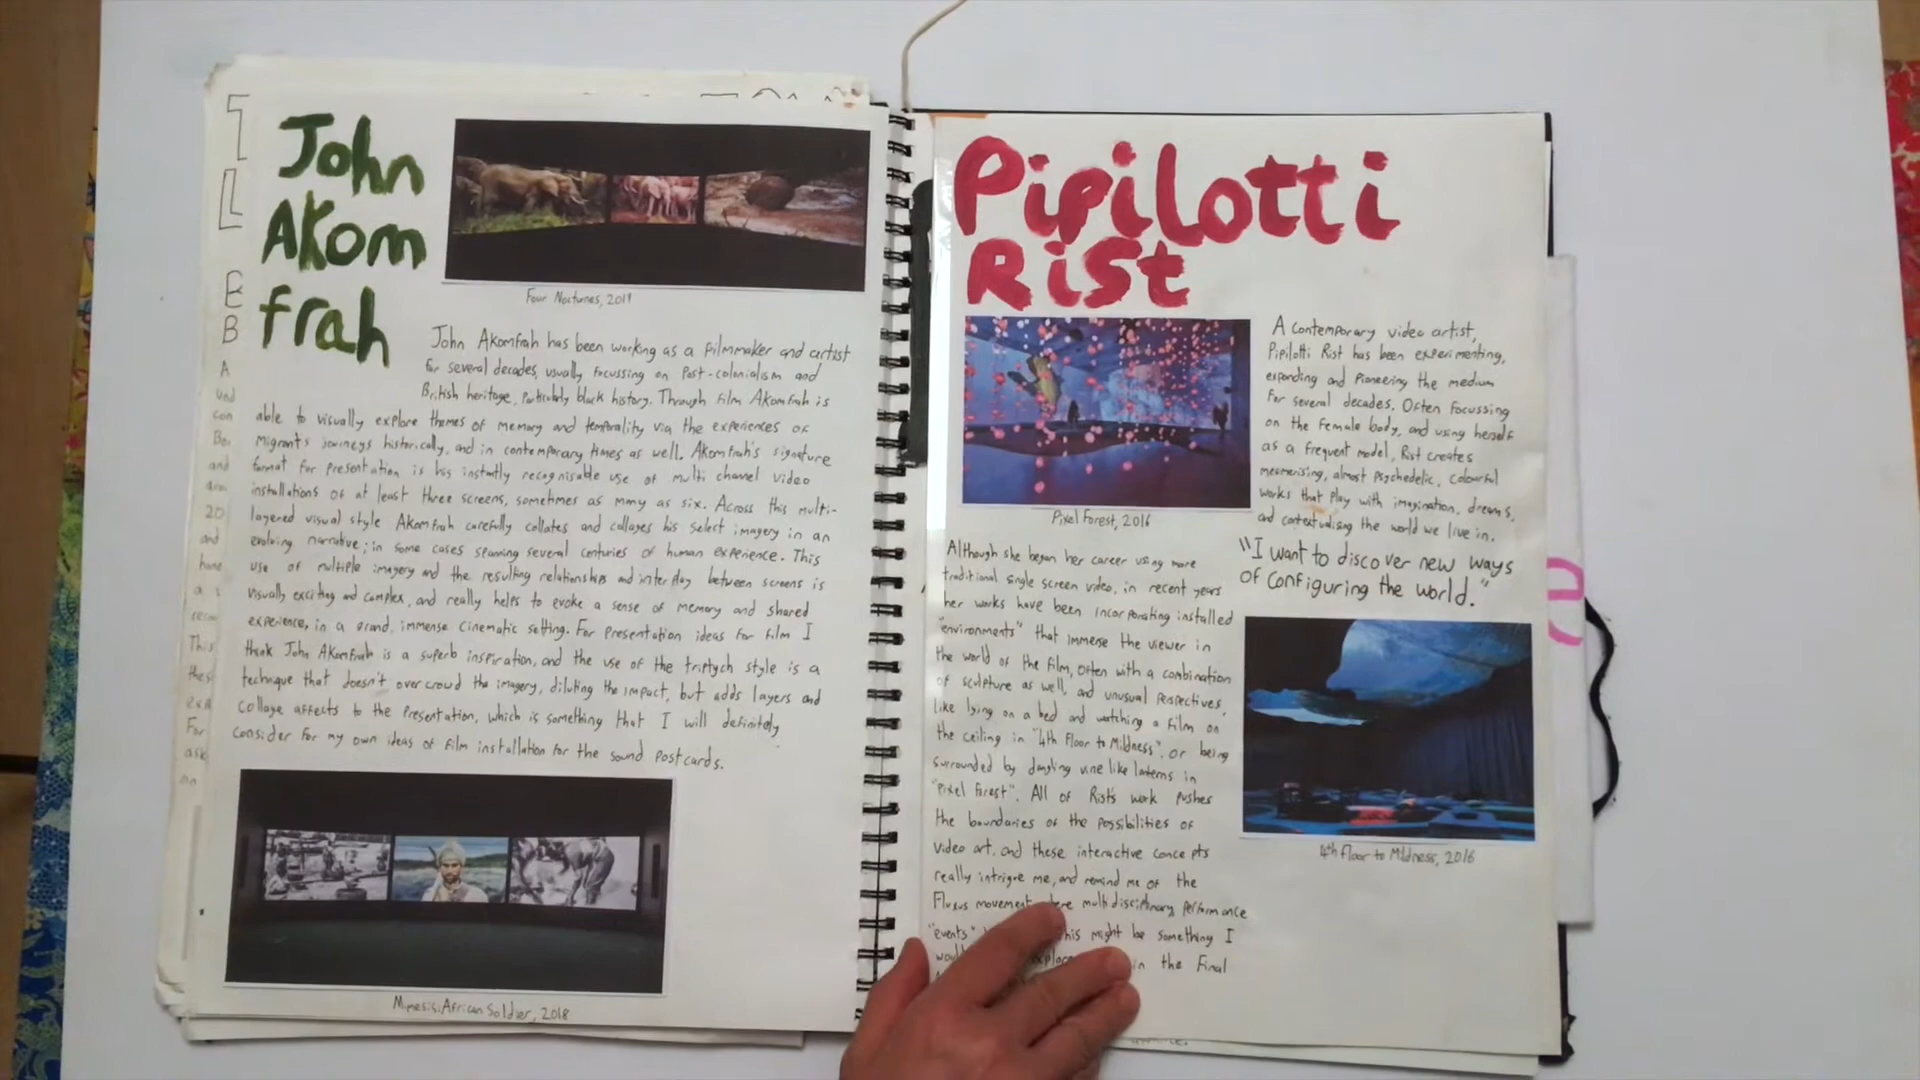 John
Akom
frah
Four Nocturnes, 2019
John Akomfrah has been working as a filmmaker and artist
for several decades, usually focussing on Post-colonialism and
British heritage, particularly black history. Through film Akomfrah is
able to visually explore themes of memory and temporality via the experiences of
Migrants journeys historically, and in contemporary times as well. Akomfrah's signature
format for presentation is his instantly recognisable use of multi channel video
installations of at least three screens, sometimes as many as six. Across this multi-
layered visual style Akomfrah carefully collates and collages his select imagery in an
evolving narrative; in some cases spanning several centuries of human experience. This
use of multiple imagery and the resulting relationships and interplay between screens is
visually exciting and complex, and really helps to evoke a sense of memory and shared
experience, in a grand, immense cinematic setting. For presentation ideas for film I
think John Akomfrah is a superb inspiration, and the use of the triptych style is a
technique that doesn't overcrowd the imagery, diluting the impact, but adds layers and
collage affects to the presentation, which is something that I will definitely
consider for my own ideas of film installation for the sound postcards.
Mimesis: African Soldier, 2018
Pipilotti
Rist
A contemporary video artist,
Pipilotti Rist has been experimenting,
expanding and pioneering the medium
for several decades. Often focussing
on the female body, and using herself
as a frequent model, Rist creates
mesmerising, almost psychedelic, colourful
works that play with imagination, dreams,
and contextualising the world we live in.
Pixel Forest, 2016
"I want to discover new ways
of configuring the world."
Although she began her career using more
traditional single screen video, in recent years
her works have been incorporating installed
"environments" that immerse the viewer in
the world of the film, often with a combination
of sculpture as well, and unusual perspectives,
like lying on a bed and watching a film on
the ceiling in "4th Floor to Mildness", or being
surrounded by dangling vine like lanterns in
"Pixel Forest". All of Rist's work pushes
the boundaries of the possibilities of
video art, and these interactive concepts
really intrigue me, and remind me of the
Fluxus movement multidisciplinary performance
"events" this might be something I
in the final
4th Floor to Mildness, 2016